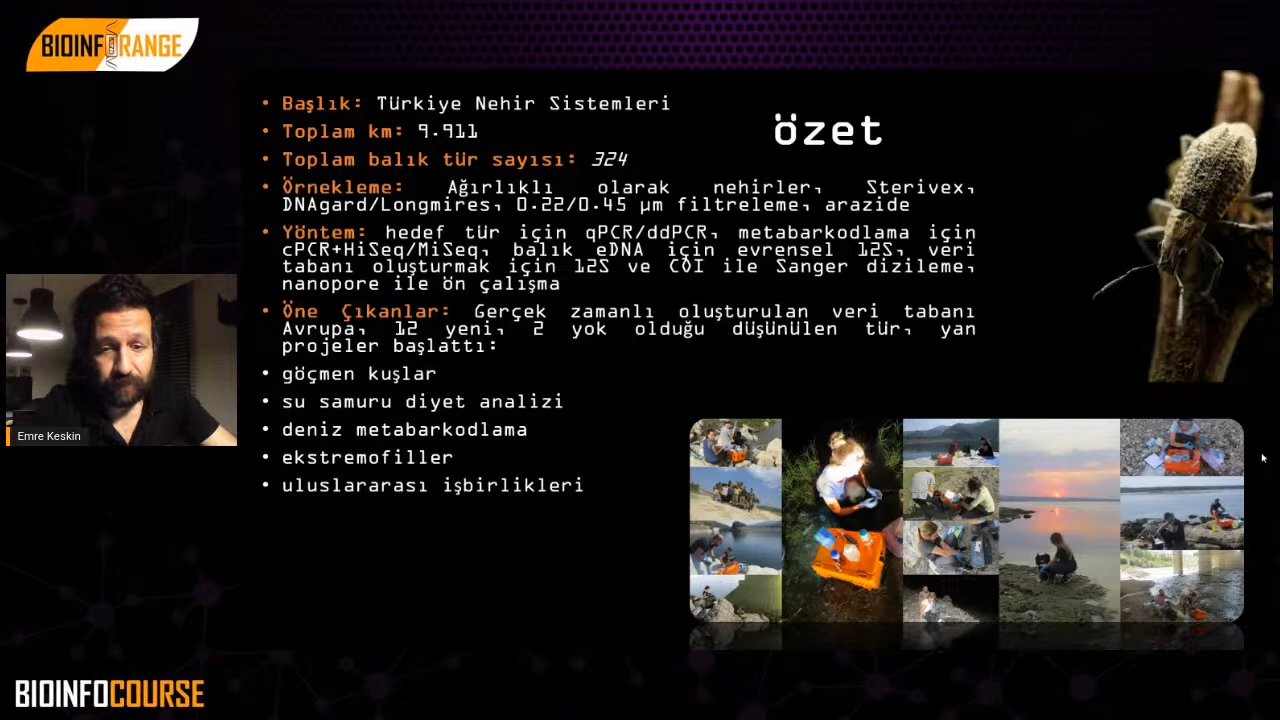 BIOINFORANGE
özet
• Başlık: Türkiye Nehir Sistemleri
• Toplam km: 9.911
• Toplam balık tür sayısı: 324
• Örnekleme: Ağırlıklı olarak nehirler, Sterivex,
DNAgard/Longmires, 0.22/0.45 µm filtreleme, arazide
• Yöntem: hedef tür için qPCR/ddPCR, metabarkodlama için
cPCR+HiSeq/MiSeq, balık eDNA için evrensel 12S, veri
tabanı oluşturmak için 12S ve COI ile Sanger dizileme,
nanopore ile ön çalışma
• Öne Çıkanlar: Gerçek zamanlı oluşturulan veri tabanı
Avrupa, 12 yeni, 2 yok olduğu düşünülen tür, yan
projeler başlattı:
• göçmen kuşlar
• su samuru diyet analizi
• deniz metabarkodlama
• ekstremofiller
• uluslararası işbirlikleri
Emre Keskin
BIOINFOCOURSE